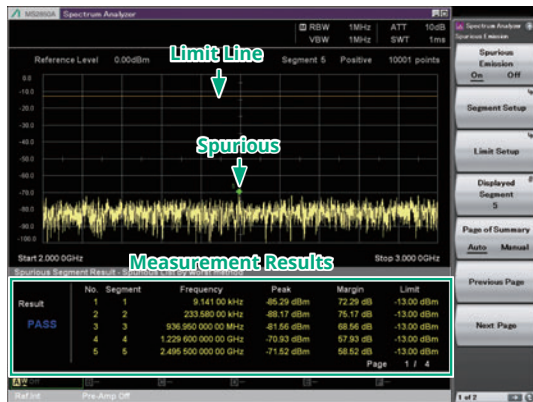 MS2850A Spectrum Analyzer
RBW 1MHz ATT 10dB
VBW 1MHz SWT 1ms
Reference Level 0.00dBm Segment 5 Positive 10001 points
Limit Line
0.0
-10.0
-20.0
-30.0
-40.0
-50.0
-60.0
-70.0
-80.0
-90.0
-100.0
Spurious
1
Start 2.000 0GHz Stop 3.000 0GHz
Measurement Results
Spurious Segment Result - Spurious List by Worst Method
No. Segment Frequency Peak Margin Limit
Result
PASS
1 1 9.141 00 kHz -85.29 dBm 72.29 dB -13.00 dBm
2 2 233.580 00 kHz -88.17 dBm 75.17 dB -13.00 dBm
3 3 936.950 000 00 MHz -81.56 dBm 68.56 dB -13.00 dBm
4 4 1.229 600 000 00 GHz -70.93 dBm 57.93 dB -13.00 dBm
5 5 2.495 500 000 00 GHz -71.52 dBm 58.52 dB -13.00 dBm
Page 1 / 4
Off
Ref.Int Pre-Amp Off
Spectrum Analyzer
Spurious Emission
Spurious
Emission
On Off
Segment Setup
Limit Setup
Displayed
Segment
5
Page of Summary
Auto Manual
Previous Page
Next Page
1 of 2